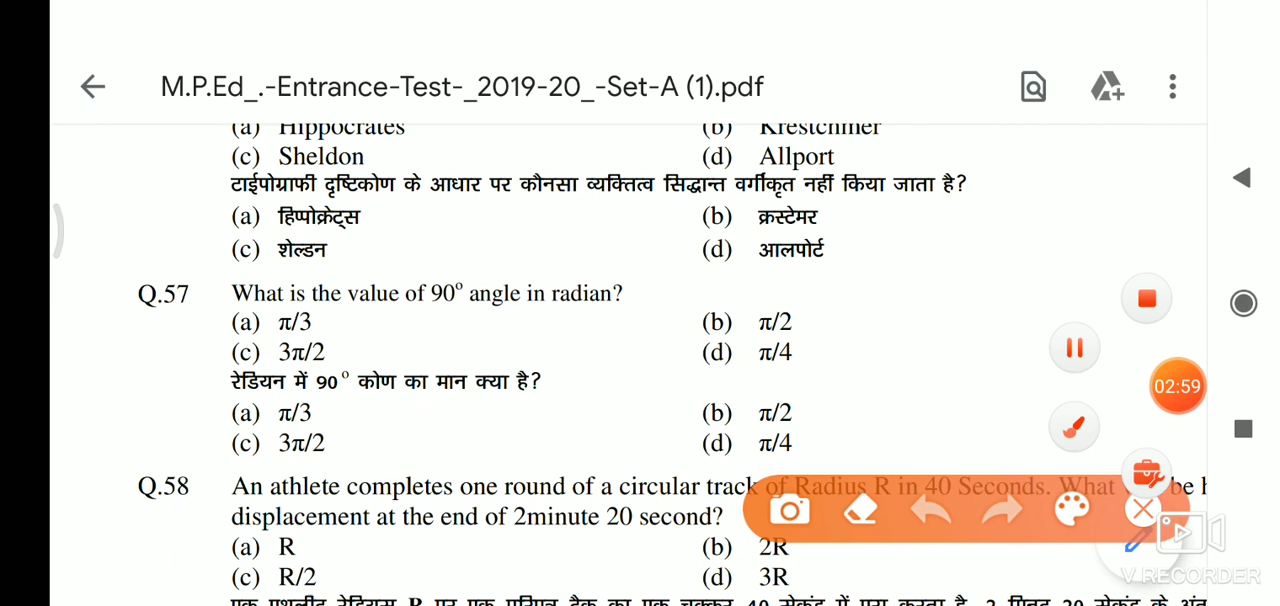 M.P.Ed_.-Entrance-Test-_2019-20_-Set-A (1).pdf
(a) Hippocrates (b) Krestchmer
(c) Sheldon (d) Allport
टाईपोग्राफी दृष्टिकोण के आधार पर कौनसा व्यक्तित्व सिद्धान्त वर्गीकृत नहीं किया जाता है?
(a) हिप्पोक्रेट्स (b) क्रस्टेमर
(c) शेल्डन (d) आलपोर्ट
Q.57 What is the value of 90° angle in radian?
(a) π/3 (b) π/2
(c) 3π/2 (d) π/4
रेडियन में 90° कोण का मान क्या है?
(a) π/3 (b) π/2
(c) 3π/2 (d) π/4
02:59
Q.58 An athlete completes one round of a circular track of Radius R in 40 Seconds. What be
displacement at the end of 2minute 20 second?
(a) R (b) 2R
(c) R/2 (d) 3R
V RECORDER